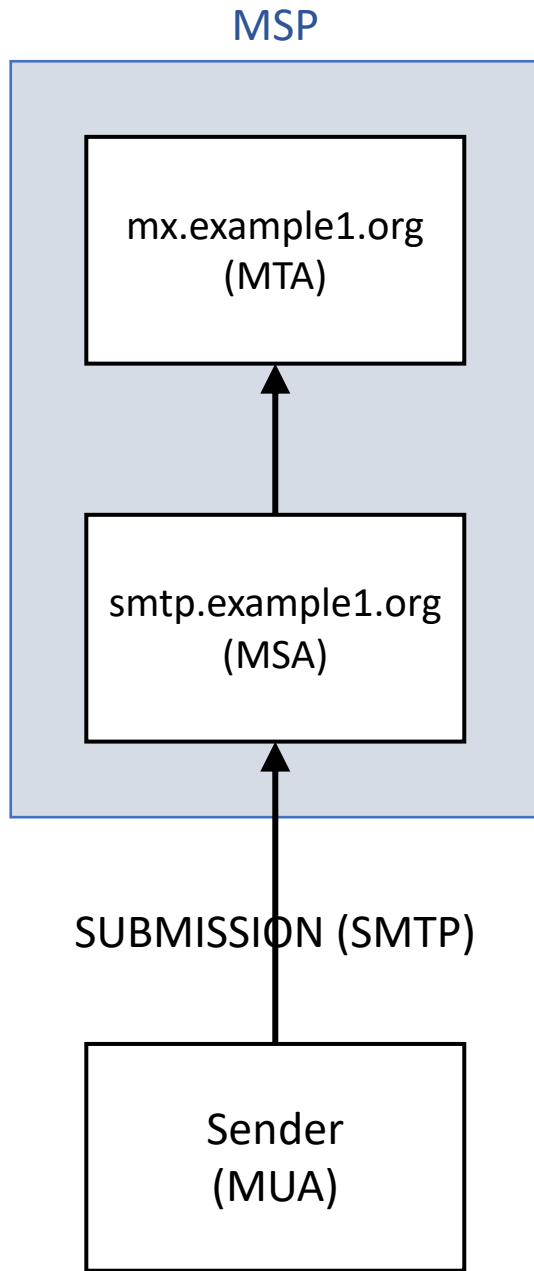 MSP
mx.example1.org
(MTA)
smtp.example1.org
(MSA)
SUBMISSION (SMTP)
Sender
(MUA)